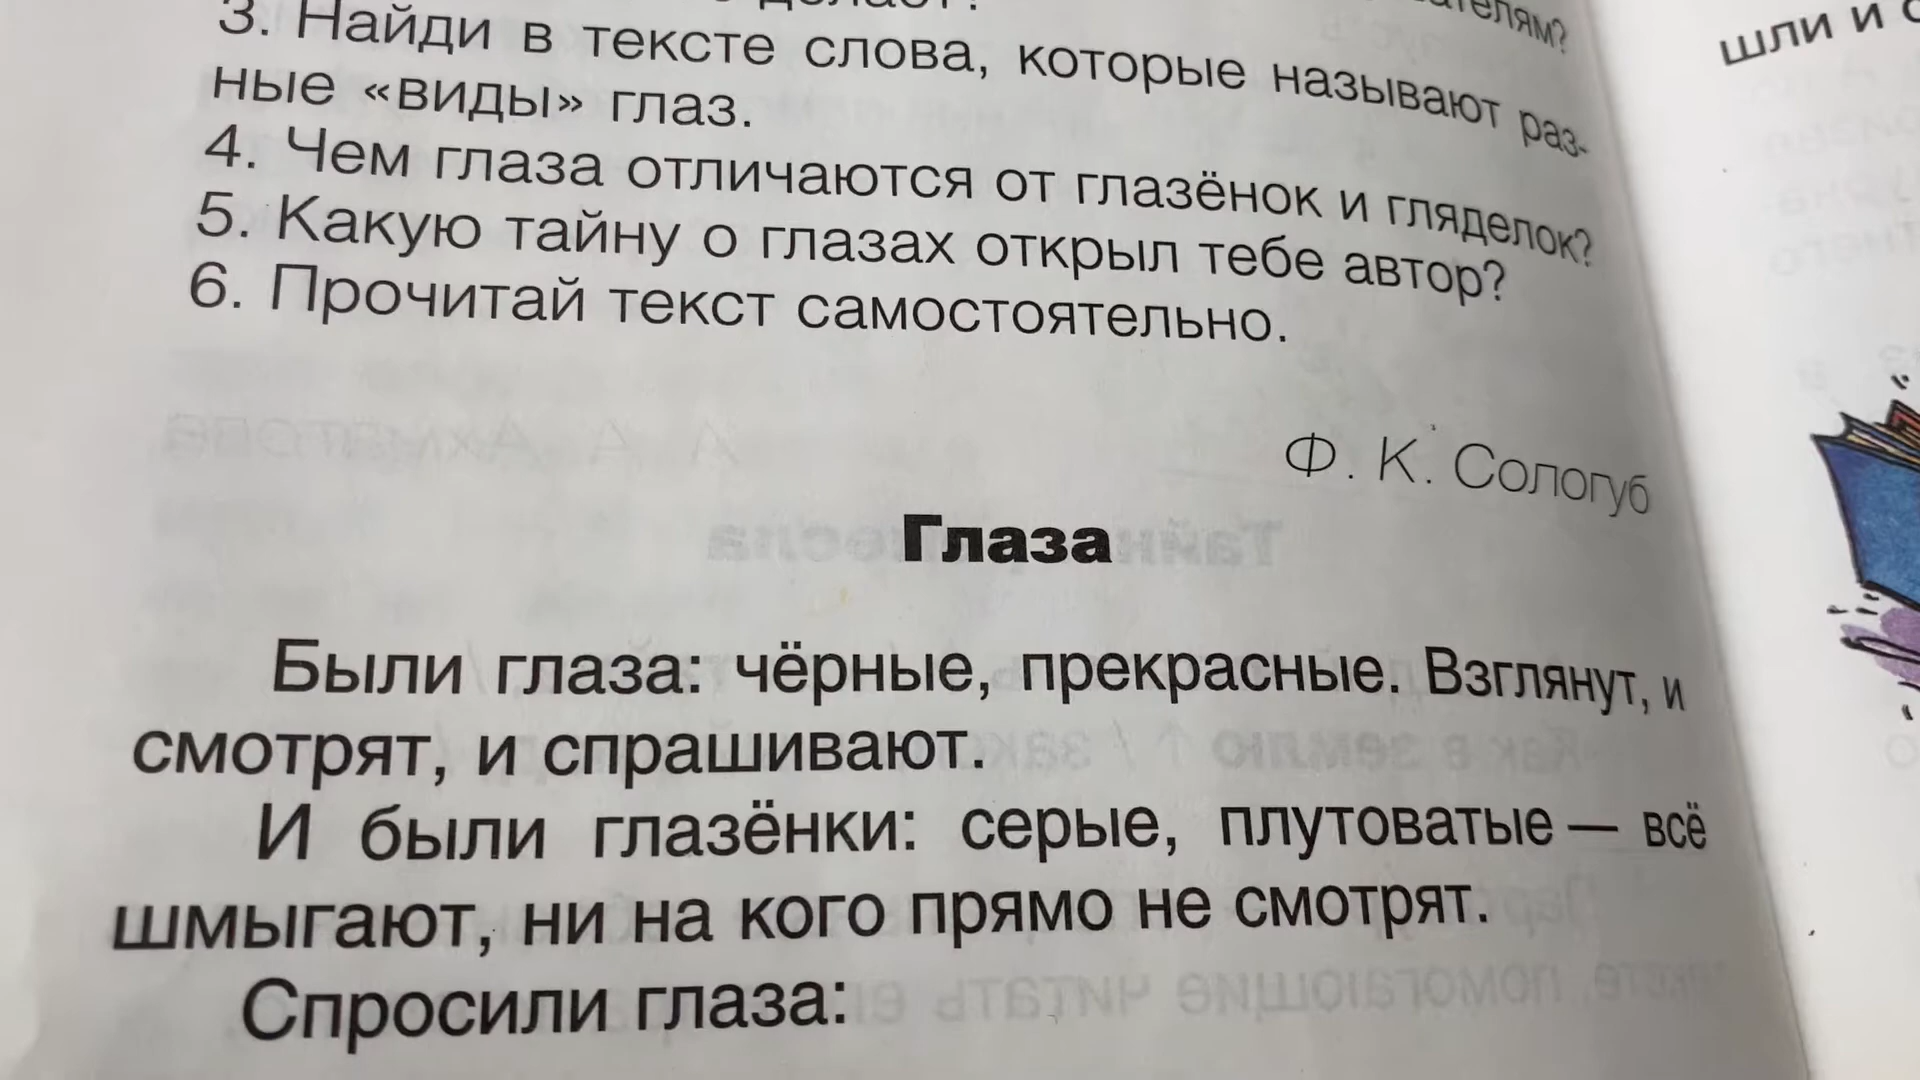 3. Найди в тексте слова, которые называют раз-
ные «виды» глаз.
4. Чем глаза отличаются от глазёнок и гляделок?
5. Какую тайну о глазах открыл тебе автор?
6. Прочитай текст самостоятельно.
Ф. К. Сологуб
Глаза
Были глаза: чёрные, прекрасные. Взглянут, и
смотрят, и спрашивают.
И были глазёнки: серые, плутоватые — всё
шмыгают, ни на кого прямо не смотрят.
Спросили глаза:
шли и